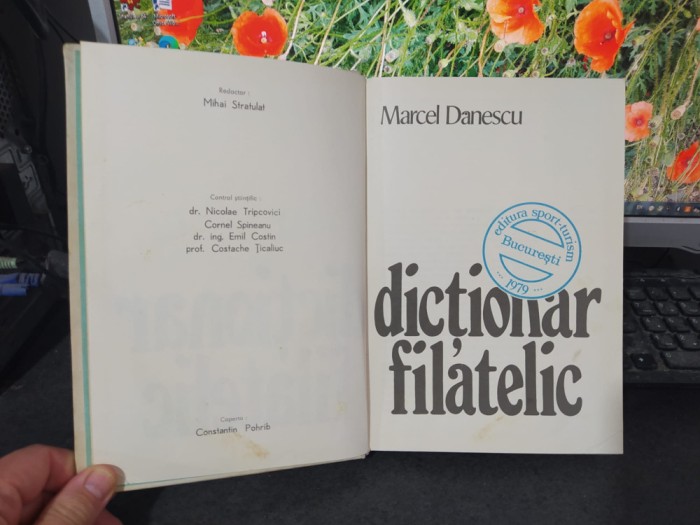 Redactor :
Mihai Stratulat
Control științific :
dr. Nicolae Tripcovici
Cornel Spineanu
dr. ing. Emil Costin
prof. Costache Țicaliuc
Coperta :
Constantin Pohrib
Marcel Danescu
editura sport-turism
București
... 1979 ...
dicționar
filatelic